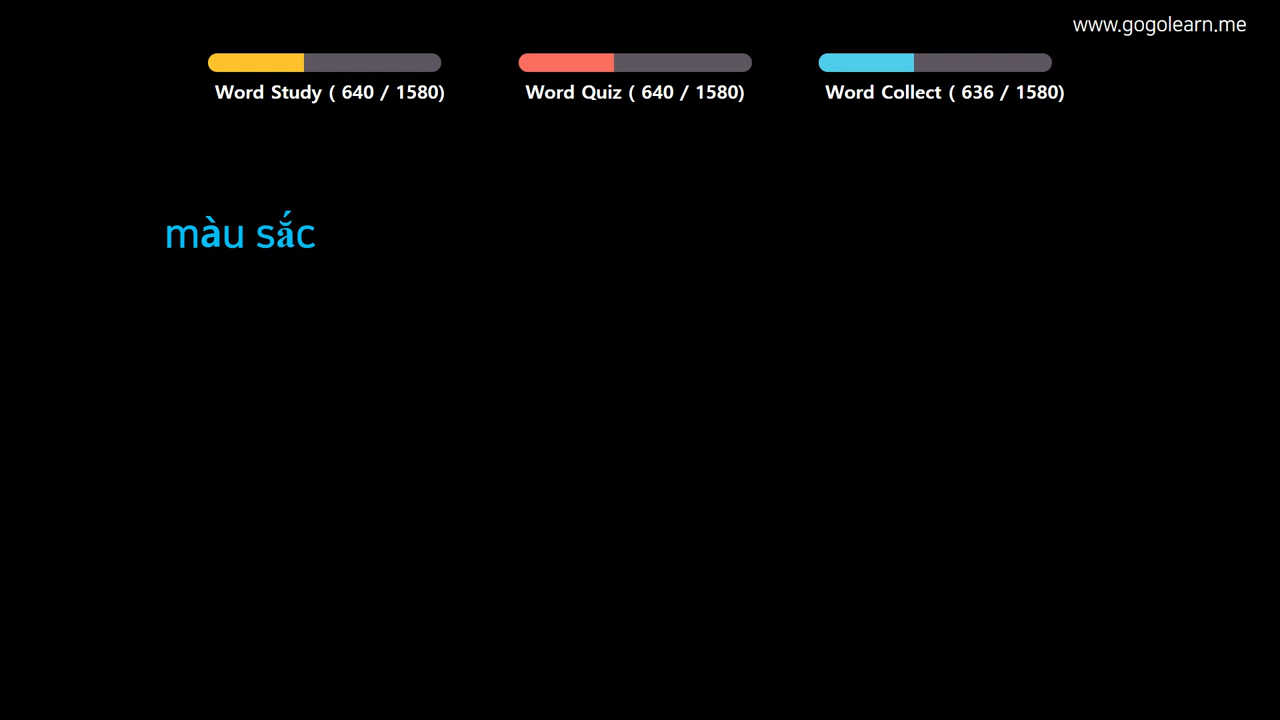 www.gogolearn.me
Word Study ( 640 / 1580)
Word Quiz ( 640 / 1580)
Word Collect ( 636 / 1580)
màu sắc